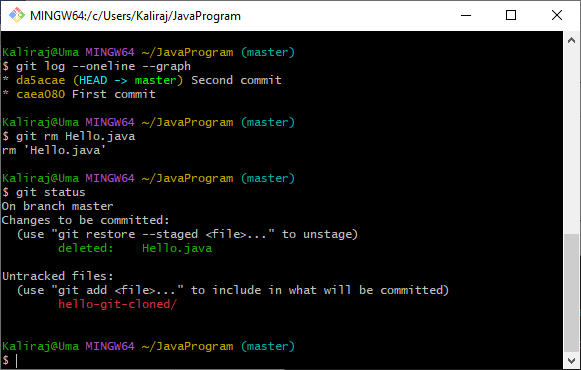 MINGW64:/c/Users/Kaliraj/JavaProgram
Kaliraj@Uma MINGW64 ~/JavaProgram (master)
$ git log --oneline --graph
* da5acae (HEAD -> master) Second commit
* caea080 First commit
Kaliraj@Uma MINGW64 ~/JavaProgram (master)
$ git rm Hello.java
rm 'Hello.java'
Kaliraj@Uma MINGW64 ~/JavaProgram (master)
$ git status
On branch master
Changes to be committed:
  (use "git restore --staged <file>..." to unstage)
        deleted:    Hello.java
Untracked files:
  (use "git add <file>..." to include in what will be committed)
        hello-git-cloned/
Kaliraj@Uma MINGW64 ~/JavaProgram (master)
$